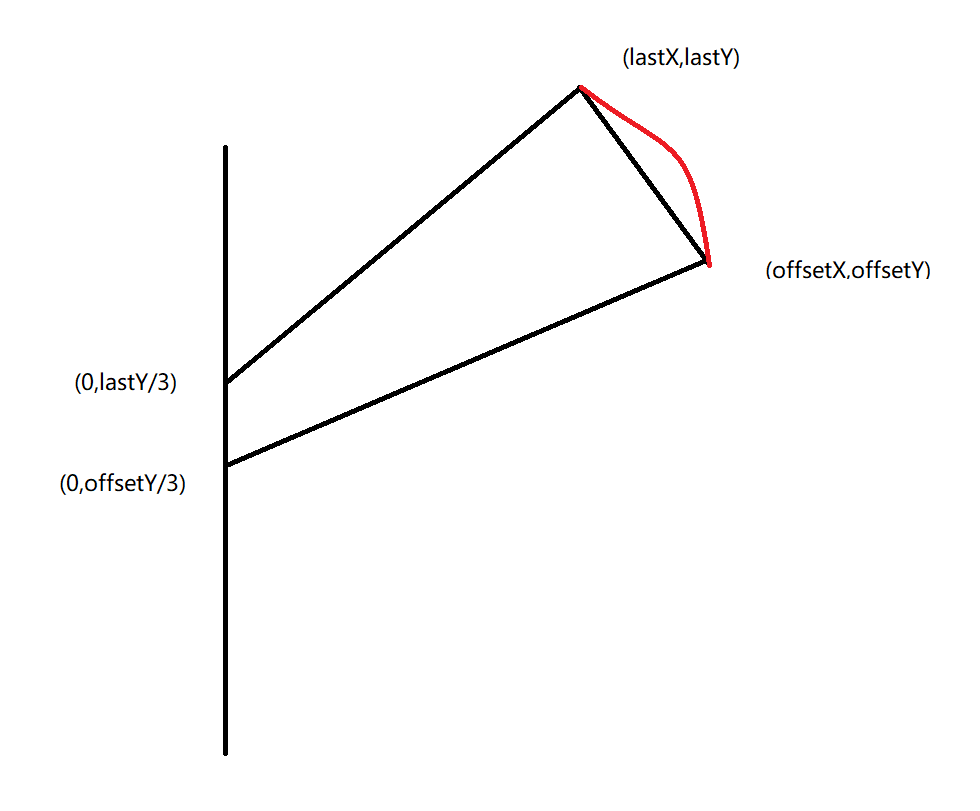 (lastX,lastY)
(offsetX,offsetY)
(0,lastY/3)
(0,offsetY/3)